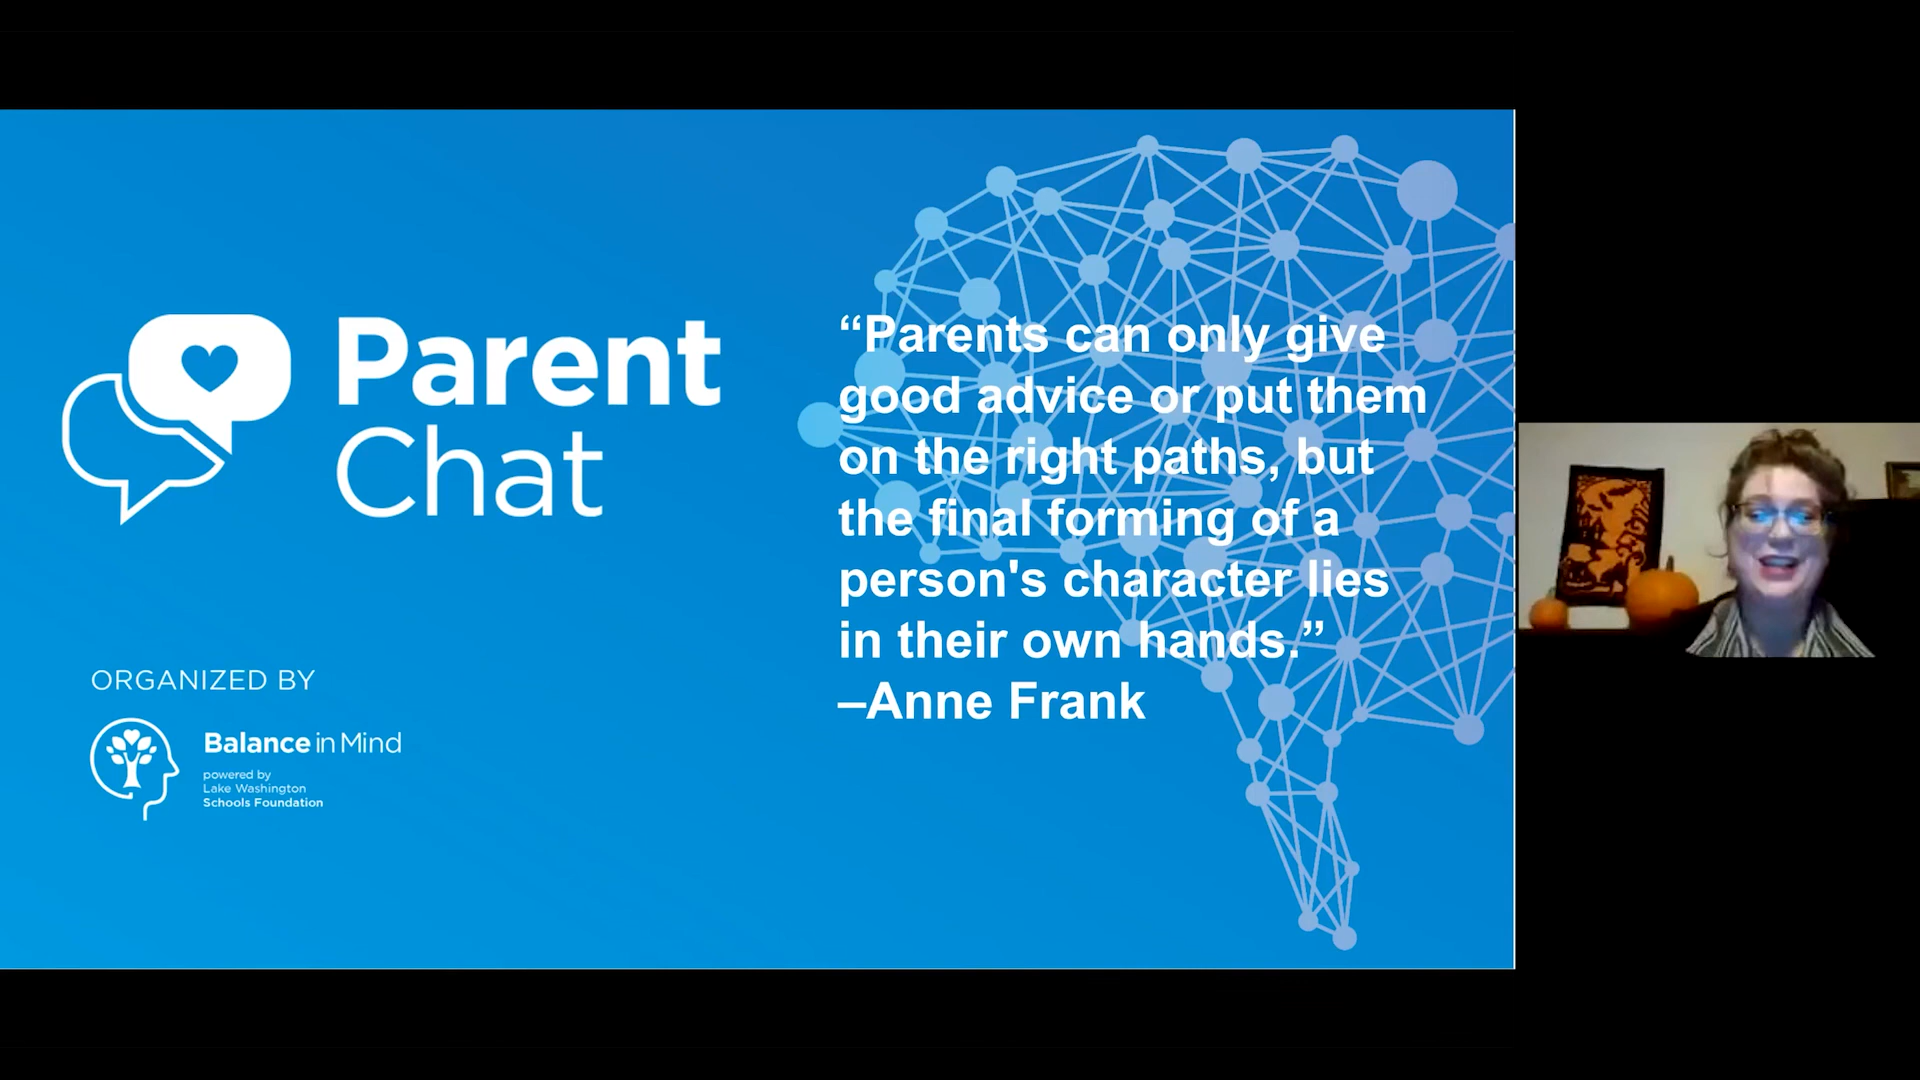 Parent
Chat
ORGANIZED BY
Balance in Mind
powered by
Lake Washington
Schools Foundation
“Parents can only give
good advice or put them
on the right paths, but
the final forming of a
person's character lies
in their own hands.”
–Anne Frank